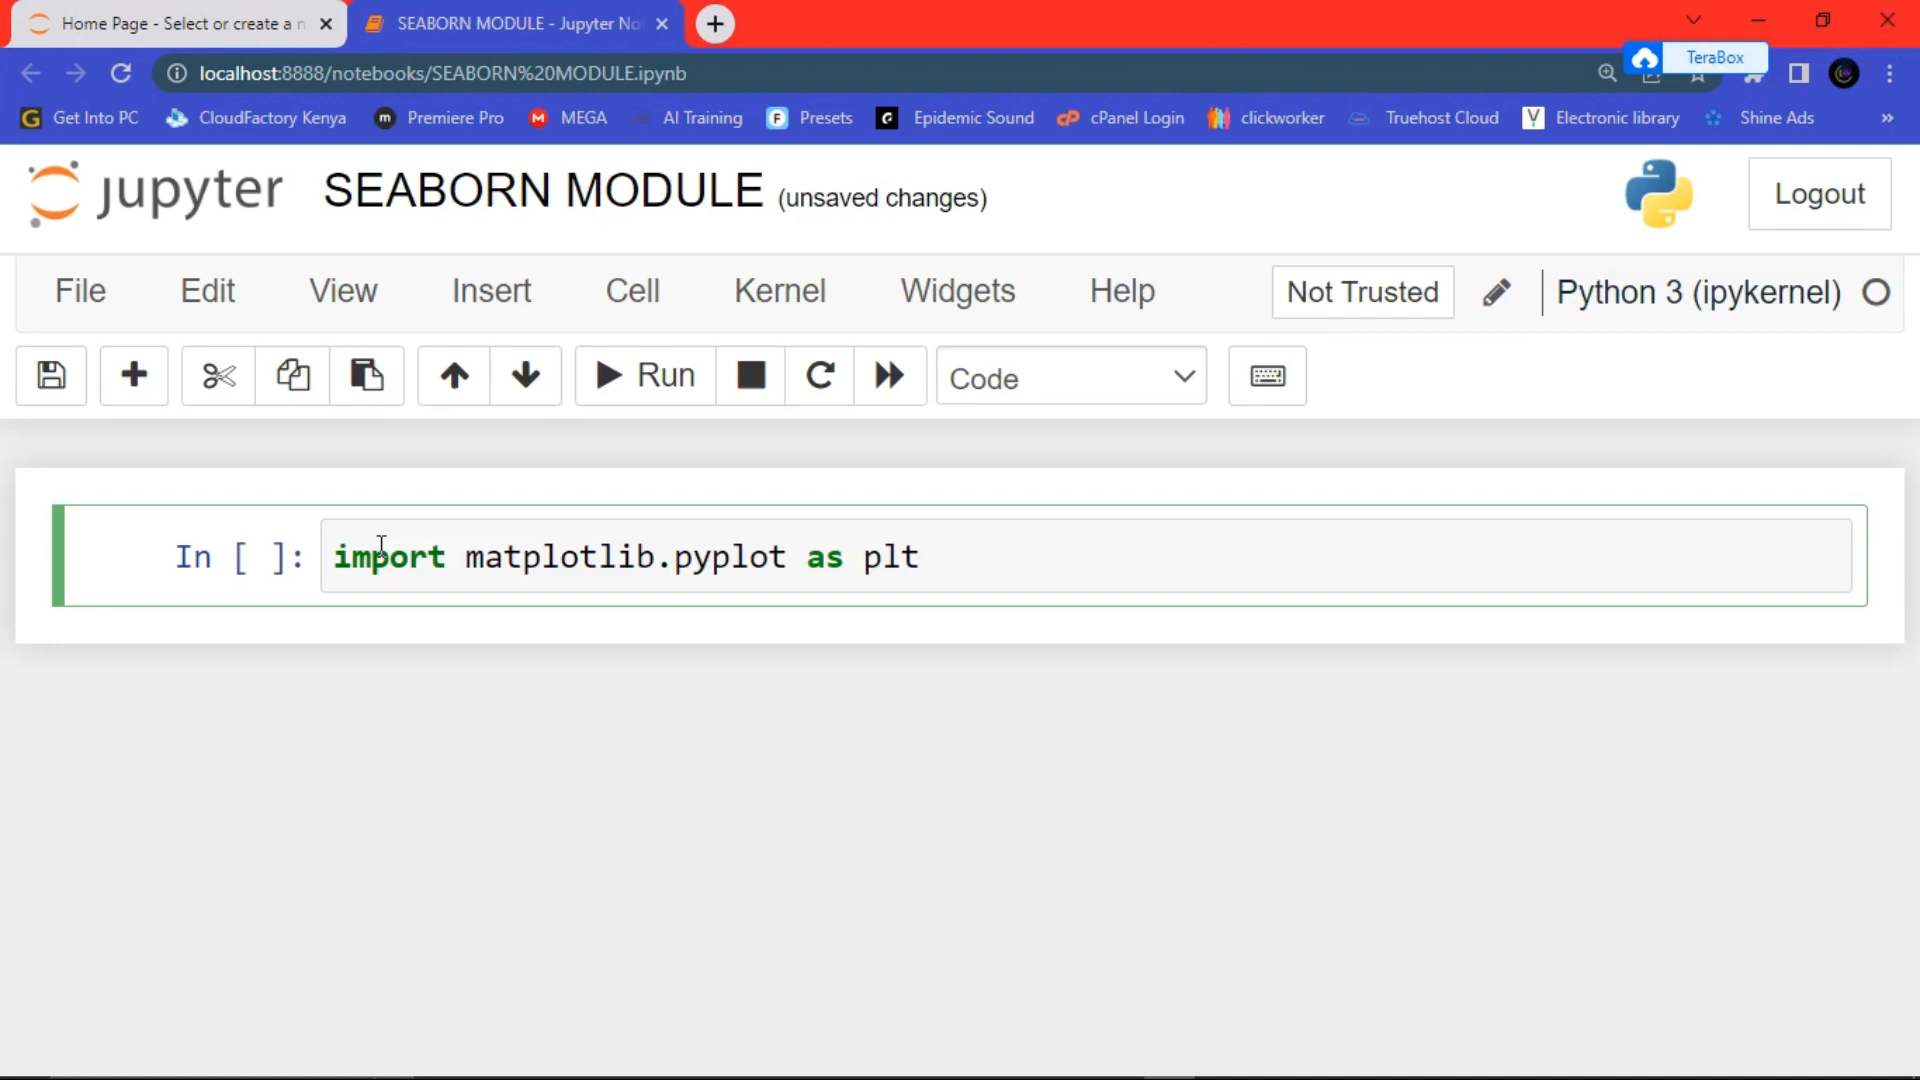 Home Page - Select or create a n
SEABORN MODULE - Jupyter No
TeraBox
localhost:8888/notebooks/SEABORN%20MODULE.ipynb
Get Into PC
CloudFactory Kenya
Premiere Pro
MEGA
AI Training
Presets
Epidemic Sound
cPanel Login
clickworker
Truehost Cloud
Electronic library
Shine Ads
jupyter SEABORN MODULE (unsaved changes)
Logout
File Edit View Insert Cell Kernel Widgets Help
Not Trusted
Python 3 (ipykernel)
Run
Code
In [ ]: import matplotlib.pyplot as plt